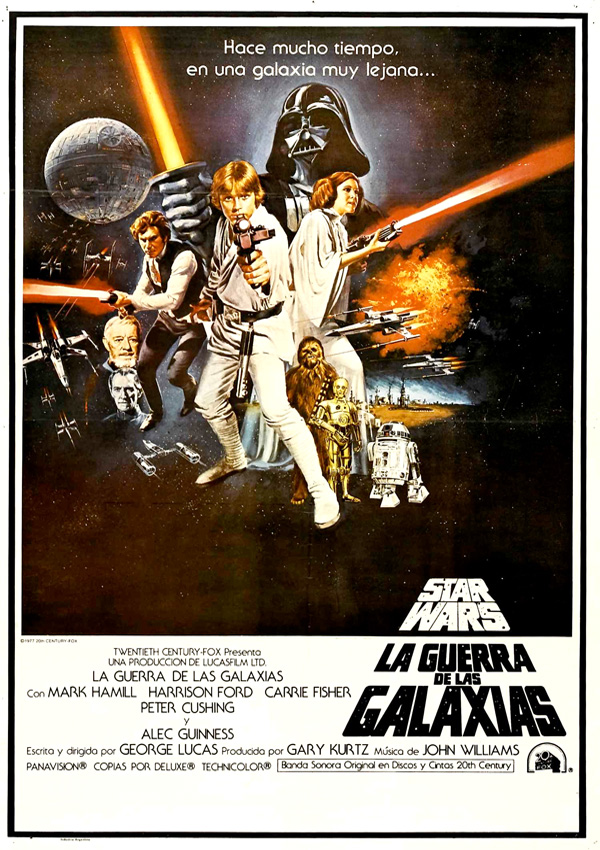 Hace mucho tiempo,
en una galaxia muy lejana...
©1977 20th CENTURY-FOX
STAR
WARS
LA GUERRA
DE LAS
GALAXIAS
TWENTIETH CENTURY-FOX Presenta
UNA PRODUCCION DE LUCASFILM LTD.
LA GUERRA DE LAS GALAXIAS
Con MARK HAMILL HARRISON FORD CARRIE FISHER
PETER CUSHING
y
ALEC GUINNESS
Escrita y dirigida por GEORGE LUCAS Producida por GARY KURTZ Música de JOHN WILLIAMS
PANAVISION® COPIAS POR DELUXE® TECHNICOLOR® Banda Sonora Original en Discos y Cintas 20th Century
20th
FOX
®